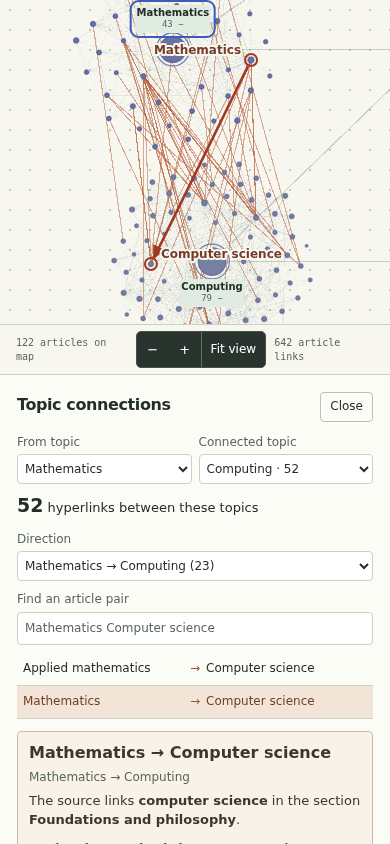 Mathematics
43 –
Mathematics
Computer science
Computing
79 –
122 articles on map
− + Fit view
642 article links
Topic connections
Close
From topic
Connected topic
Mathematics
Computing · 52
52 hyperlinks between these topics
Direction
Mathematics → Computing (23)
Find an article pair
Mathematics Computer science
Applied mathematics → Computer science
Mathematics → Computer science
Mathematics → Computer science
Mathematics → Computing
The source links computer science in the section
Foundations and philosophy.